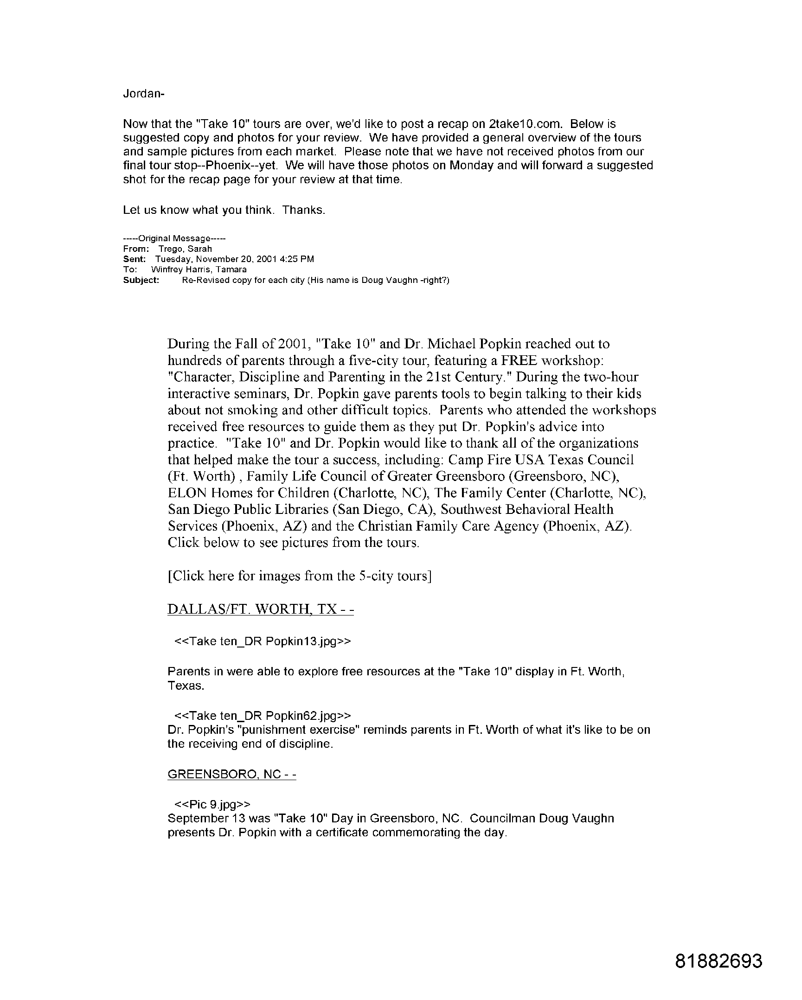 Jordan-
Now that the "Take 10" tours are over, we'd like to post a recap on 2take10.com. Below is
suggested copy and photos for your review. We have provided a general overview of the tours
and sample pictures from each market. Please note that we have not received photos from our
final tour stop--Phoenix--yet. We will have those photos on Monday and will forward a suggested
shot for the recap page for your review at that time.
Let us know what you think. Thanks.
-----Original Message-----
From: Trego, Sarah
Sent: Tuesday, November 20, 2001 4:25 PM
To: Winfrey Harris, Tamara
Subject: Re-Revised copy for each city (His name is Doug Vaughn -right?)
During the Fall of 2001, "Take 10" and Dr. Michael Popkin reached out to
hundreds of parents through a five-city tour, featuring a FREE workshop:
"Character, Discipline and Parenting in the 21st Century." During the two-hour
interactive seminars, Dr. Popkin gave parents tools to begin talking to their kids
about not smoking and other difficult topics. Parents who attended the workshops
received free resources to guide them as they put Dr. Popkin's advice into
practice. "Take 10" and Dr. Popkin would like to thank all of the organizations
that helped make the tour a success, including: Camp Fire USA Texas Council
(Ft. Worth) , Family Life Council of Greater Greensboro (Greensboro, NC),
ELON Homes for Children (Charlotte, NC), The Family Center (Charlotte, NC),
San Diego Public Libraries (San Diego, CA), Southwest Behavioral Health
Services (Phoenix, AZ) and the Christian Family Care Agency (Phoenix, AZ).
Click below to see pictures from the tours.
[Click here for images from the 5-city tours]
DALLAS/FT. WORTH, TX - -
<<Take ten_DR Popkin13.jpg>>
Parents in were able to explore free resources at the "Take 10" display in Ft. Worth,
Texas.
<<Take ten_DR Popkin62.jpg>>
Dr. Popkin's "punishment exercise" reminds parents in Ft. Worth of what it's like to be on
the receiving end of discipline.
GREENSBORO, NC - -
<<Pic 9.jpg>>
September 13 was "Take 10" Day in Greensboro, NC. Councilman Doug Vaughn
presents Dr. Popkin with a certificate commemorating the day.
81882693